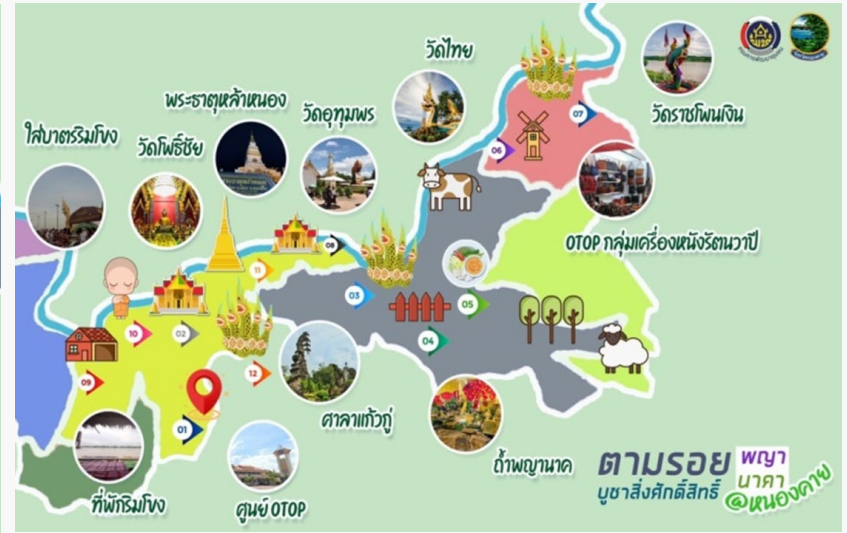 วัดไทย
วัดราชโพนเงิน
พระธาตุหล้าหนอง
วัดอุทุมพร
ใส่บาตรริมโขง
วัดโพธิ์ชัย
07
06
OTOP กลุ่มเครื่องหนังรัตนวาปี
08
11
03
05
10
02
04
12
09
01
ศาลาแก้วกู่
ถ้ำพญานาค
ที่พักริมโขง
ศูนย์ OTOP
ตามรอย พญา
บูชาสิ่งศักดิ์สิทธิ์ นาคา
@หนองคาย